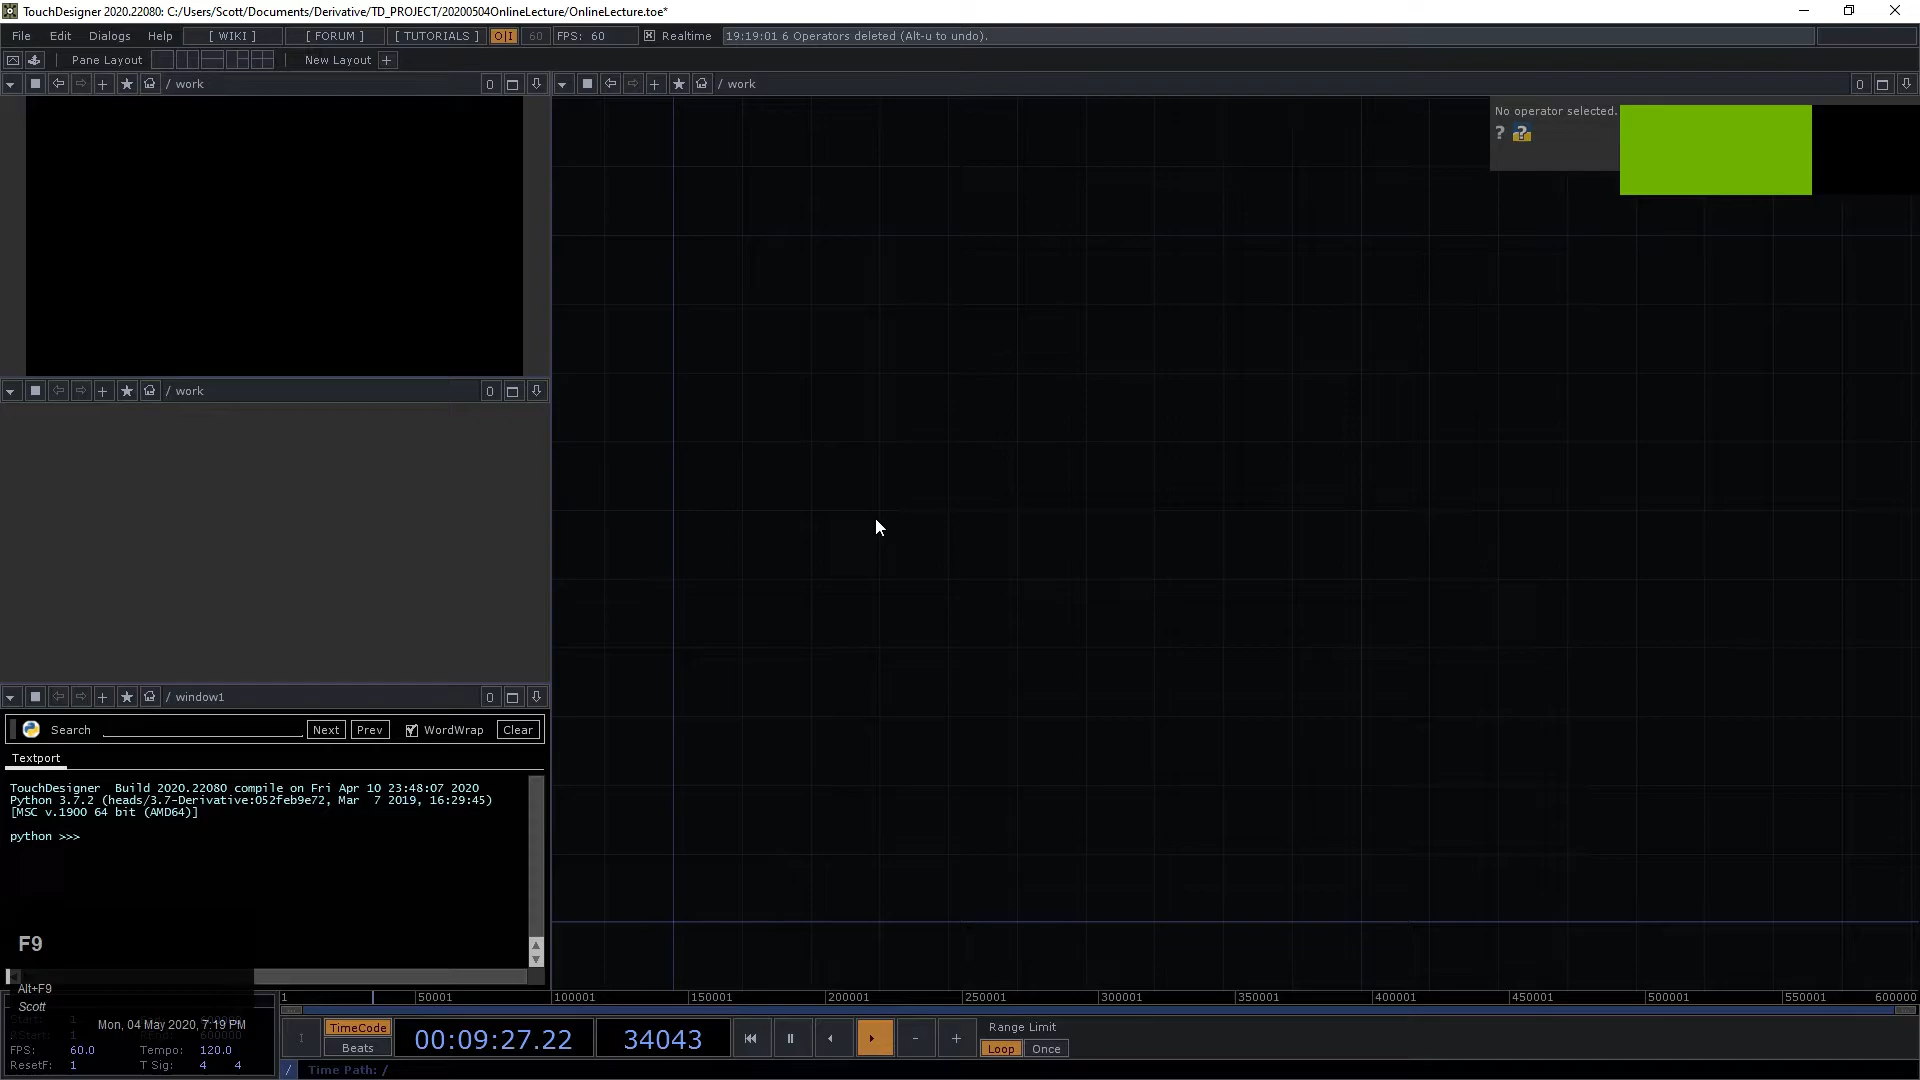 TouchDesigner 2020.22080: C:/Users/Scott/Documents/Derivative/TD_PROJECT/20200504OnlineLecture/OnlineLecture.toe*
File Edit Dialogs Help [ WIKI ] [ FORUM ] [ TUTORIALS ] O|I 60 FPS: 60 Realtime 19:19:01 6 Operators deleted (Alt-u to undo).
Pane Layout New Layout +
/ work 0
/ work 0
No operator selected.
? ?
/ work 0
/ window1 0
Search Next Prev WordWrap Clear
Textport
TouchDesigner Build 2020.22080 compile on Fri Apr 10 23:48:07 2020
Python 3.7.2 (heads/3.7-Derivative:052feb9e72, Mar 7 2019, 16:29:45)
[MSC v.1900 64 bit (AMD64)]
python >>>
F9
Alt+F9
Scott
Mon, 04 May 2020, 7:19 PM
FPS: 60.0 Tempo: 120.0
ResetF: 1 T Sig: 4 4
1 50001 100001 150001 200001 250001 300001 350001 400001 450001 500001 550001 600000
I TimeCode 00:09:27.22 34043 - + Range Limit
Beats Loop Once
/ Time Path: /